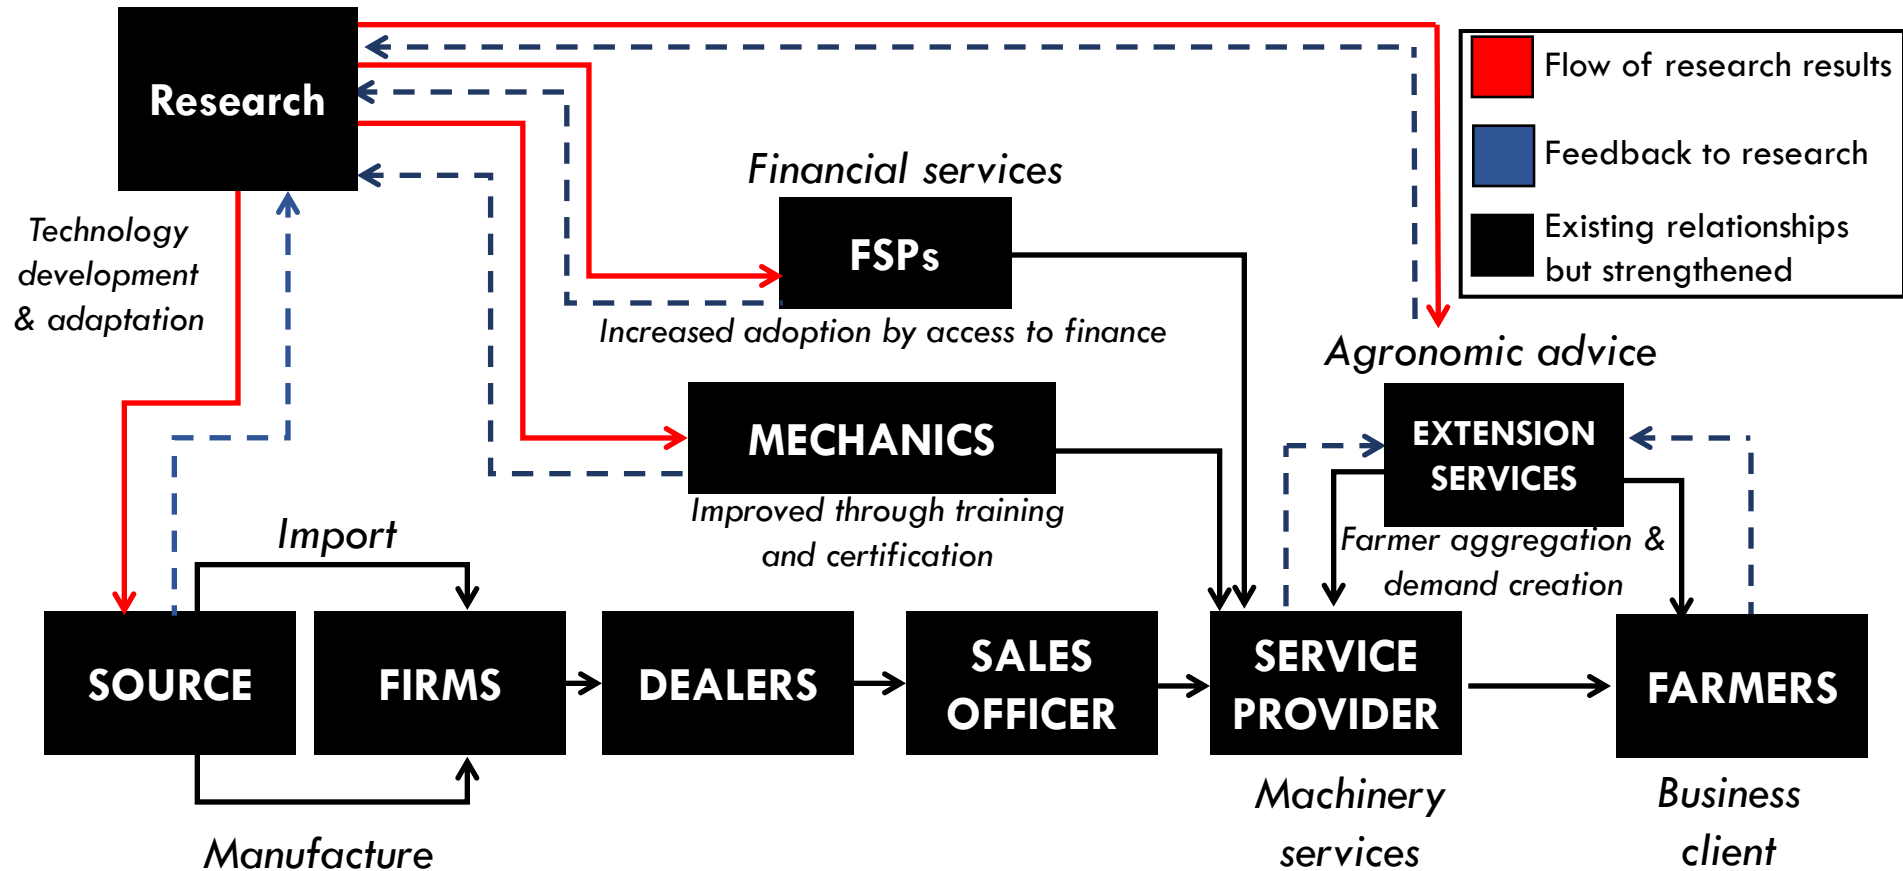 Research
Flow of research results
Feedback to research
Existing relationships
but strengthened
Technology
development
& adaptation
Financial services
FSPs
Increased adoption by access to finance
Agronomic advice
MECHANICS
Improved through training
and certification
EXTENSION
SERVICES
Farmer aggregation &
demand creation
Import
SOURCE
FIRMS
DEALERS
SALES
OFFICER
SERVICE
PROVIDER
FARMERS
Manufacture
Machinery
services
Business
client